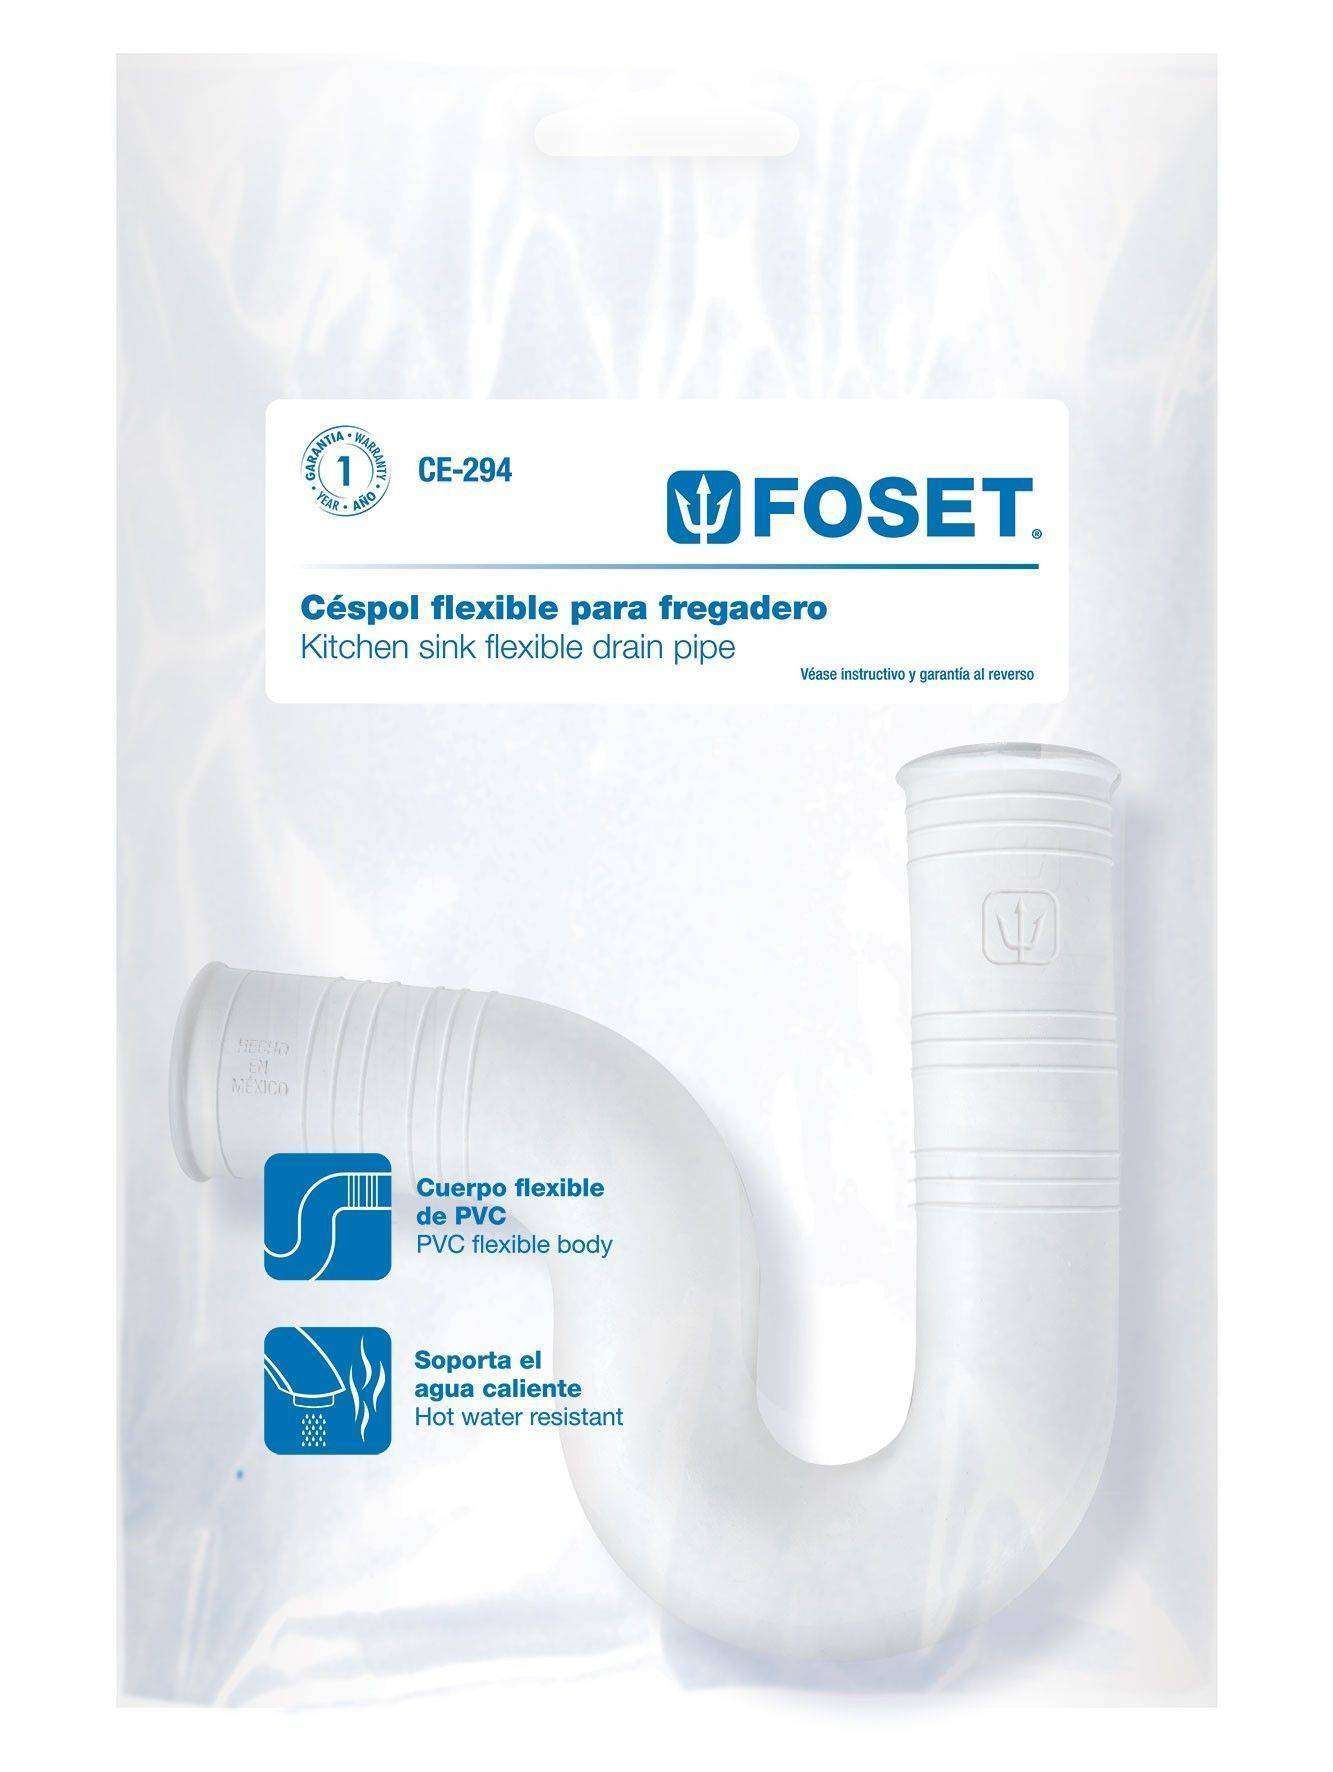 GARANTIA • WARRANTY •
1
YEAR • AÑO •
CE-294
FOSET®
Céspol flexible para fregadero
Kitchen sink flexible drain pipe
Véase instructivo y garantía al reverso
HECHO
EN
MÉXICO
Cuerpo flexible
de PVC
PVC flexible body
Soporta el
agua caliente
Hot water resistant